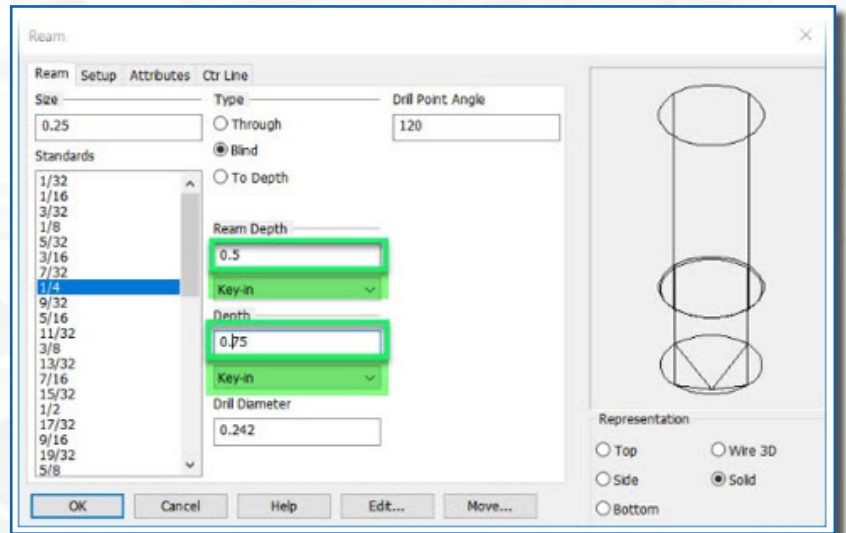 Ream
Ream Setup Attributes Ctr Line
Size
0.25
Standards
1/32
1/16
3/32
1/8
5/32
3/16
7/32
1/4
9/32
5/16
11/32
3/8
13/32
7/16
15/32
1/2
17/32
9/16
19/32
5/8
Type
Through
Blind
To Depth
Ream Depth
0.5
Key-in
Depth
0.75
Key-in
Drill Diameter
0.242
Drill Point Angle
120
Representation
Top Wire 3D
Side Solid
Bottom
OK Cancel Help Edit... Move...